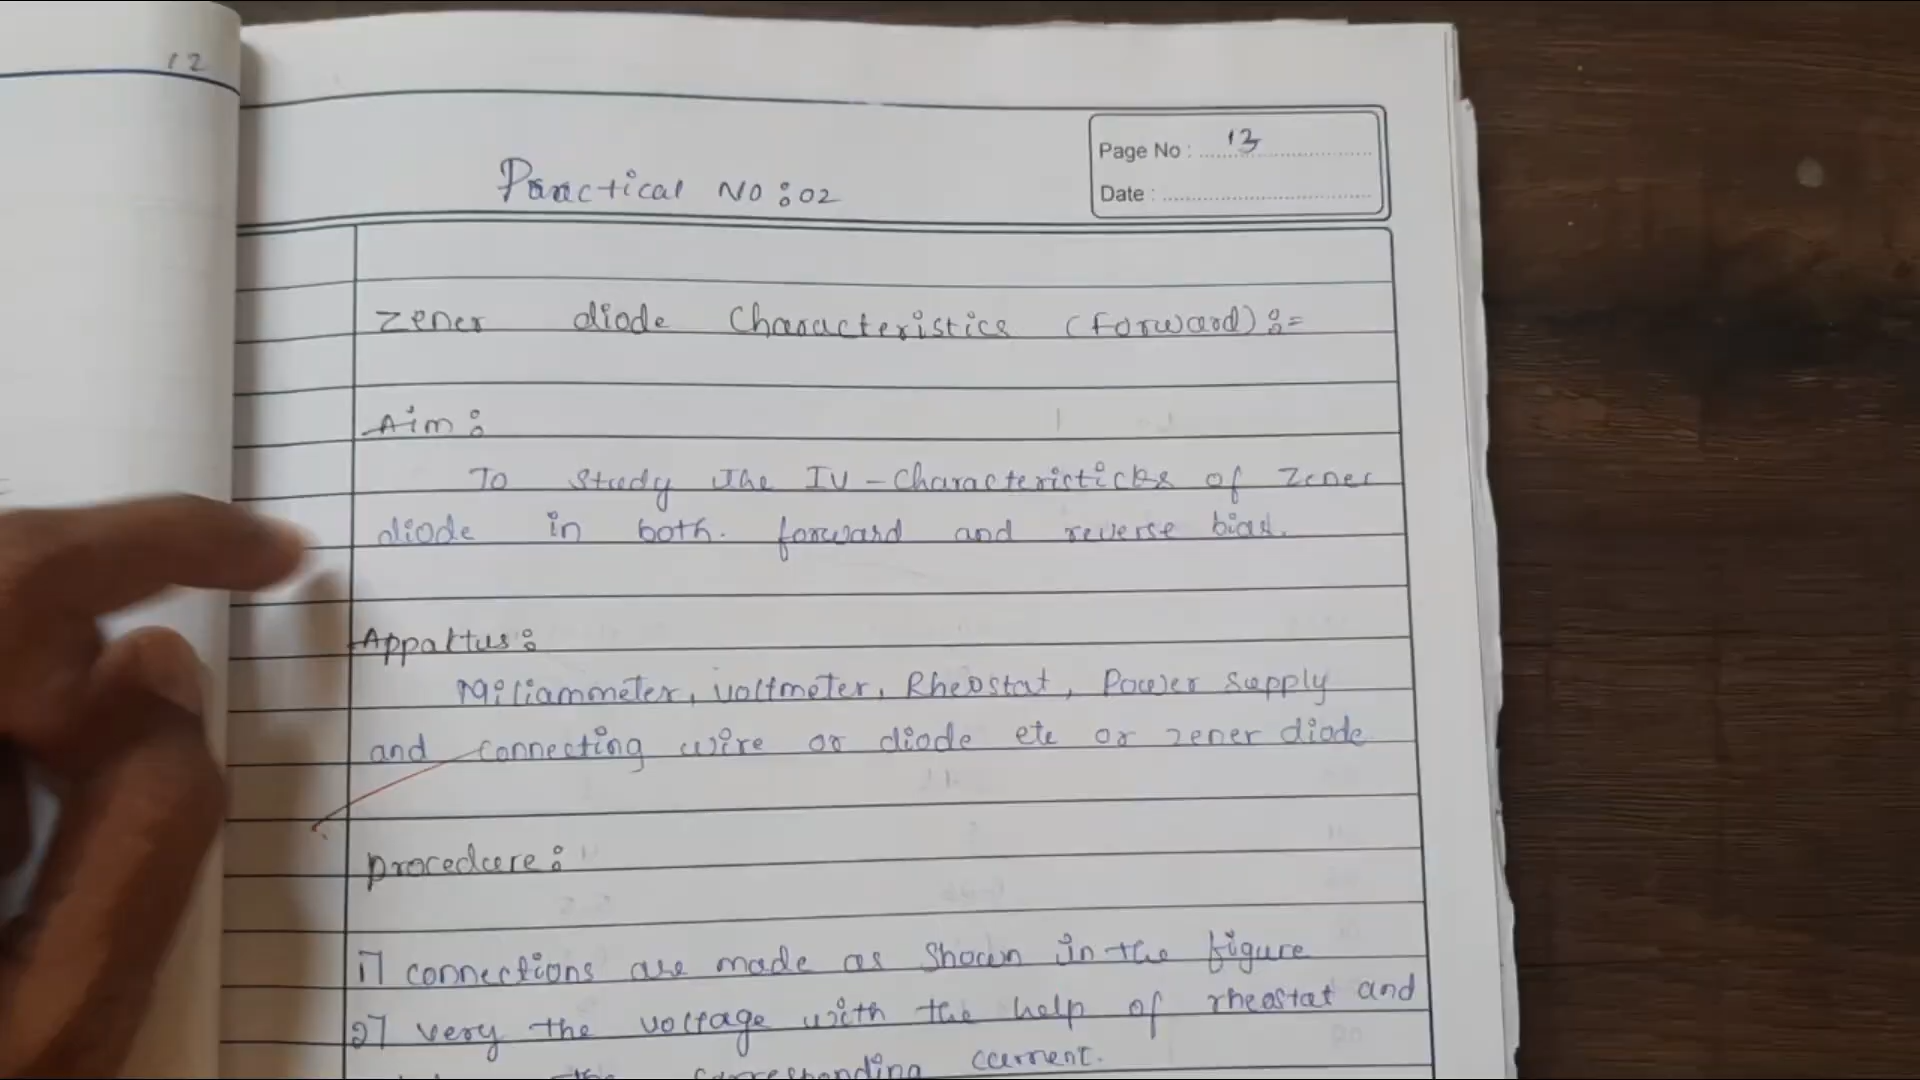 12
Page No : 13
Practical No : 02
Date :
Zener diode Characteristics (forward) :=
Aim :
To study the IV - Characteristicks of Zener
diode in both. forward and reverse bias.
Appattus :
Miliammeter, voltmeter, Rheostat, Power supply
and connecting wire or diode etc or zener diode
procedure :
1] connections are made as shown in the figure
2] very the voltage with the help of rheostat and
the corresponding current.